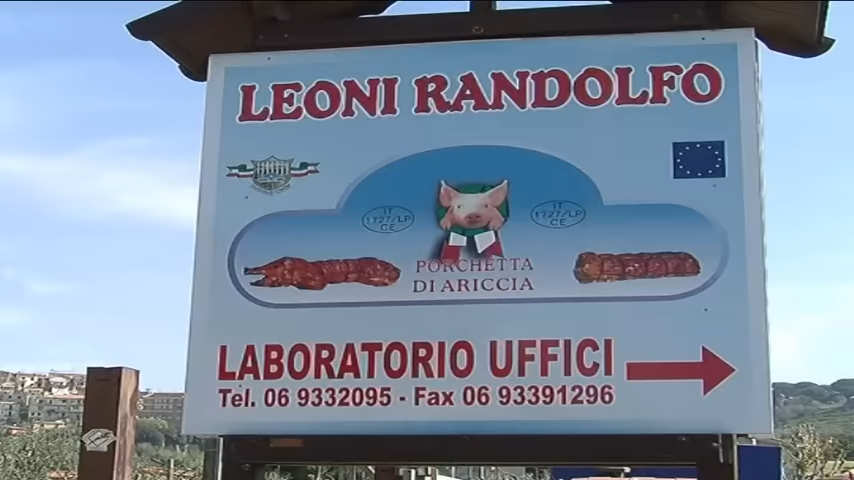 LEONI RANDOLFO
IT
1727/LP
CE
IT
1727/LP
CE
PORCHETTA
DI ARICCIA
LABORATORIO UFFICI
Tel. 06 9332095 - Fax 06 9339129